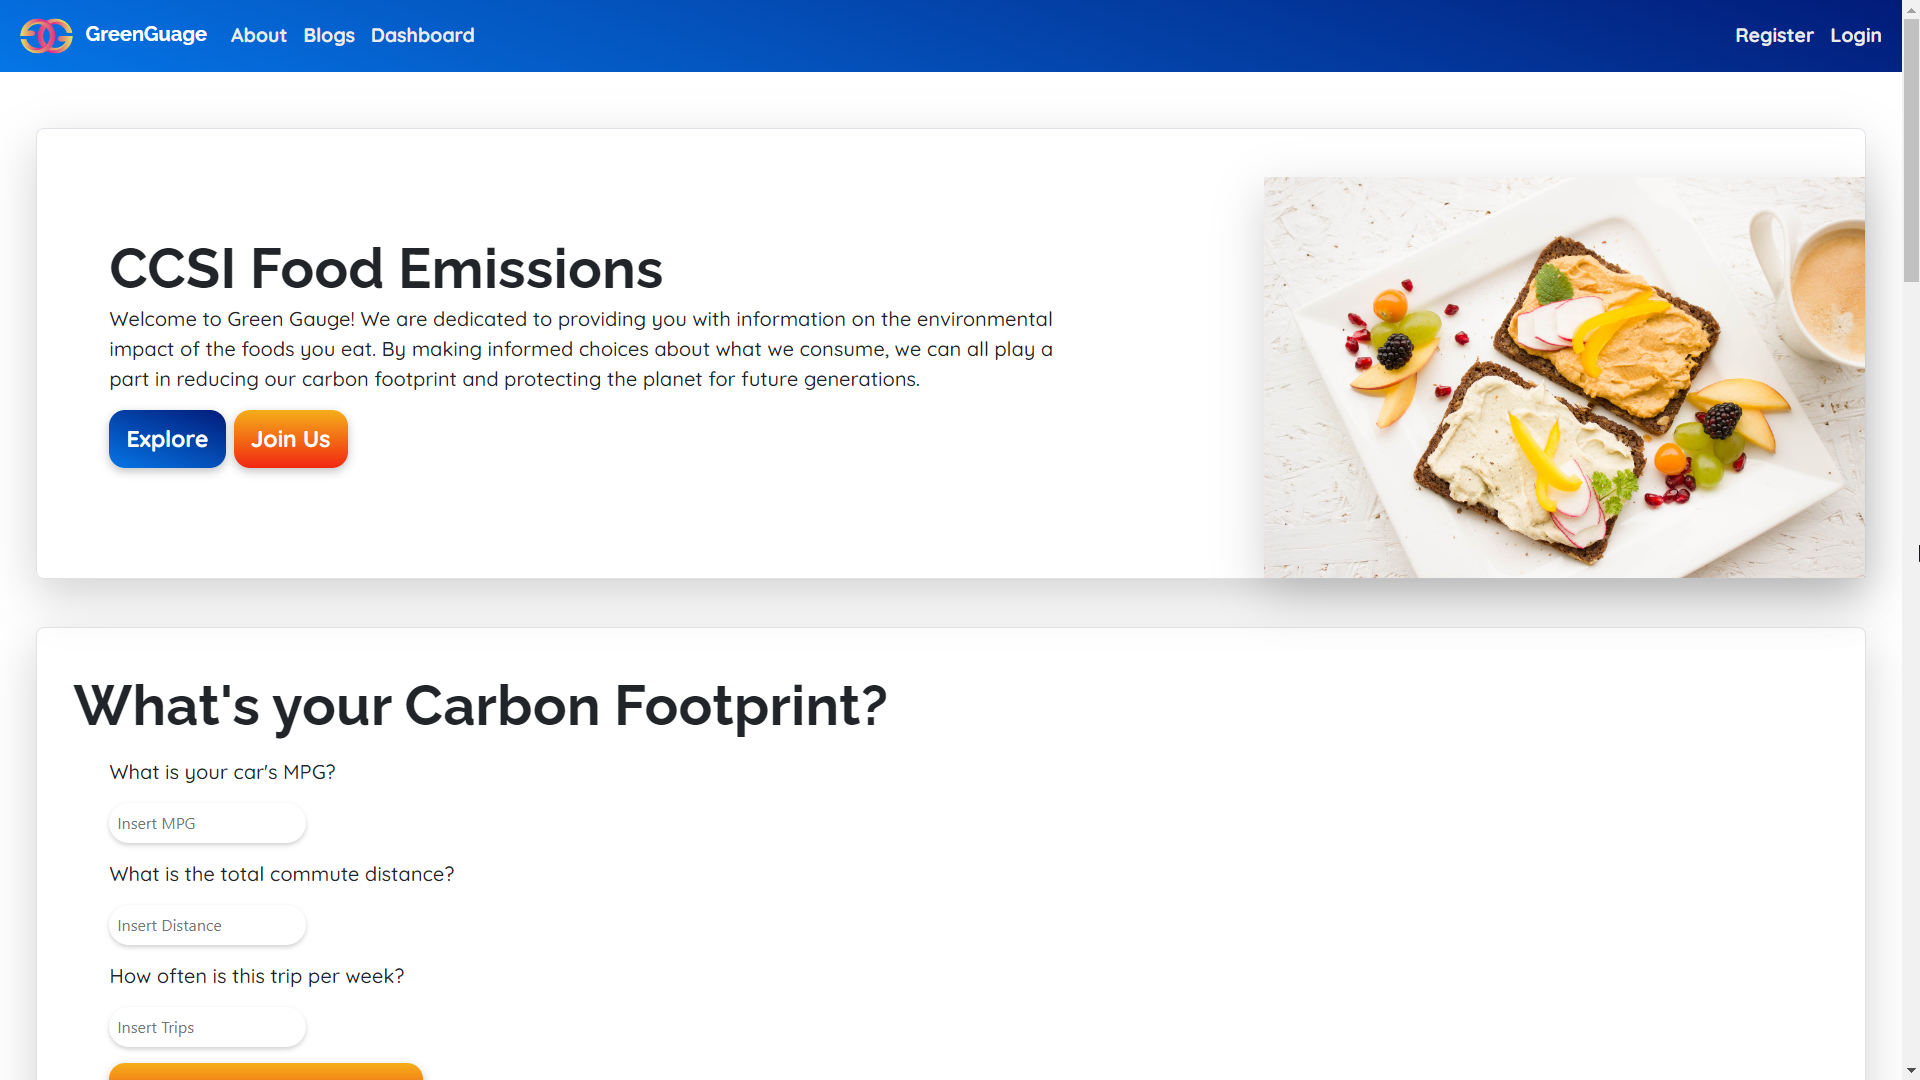 GreenGuage About Blogs Dashboard Register Login
CCSI Food Emissions
Welcome to Green Gauge! We are dedicated to providing you with information on the environmental
impact of the foods you eat. By making informed choices about what we consume, we can all play a
part in reducing our carbon footprint and protecting the planet for future generations.
Explore Join Us
What's your Carbon Footprint?
What is your car's MPG?
Insert MPG
What is the total commute distance?
Insert Distance
How often is this trip per week?
Insert Trips